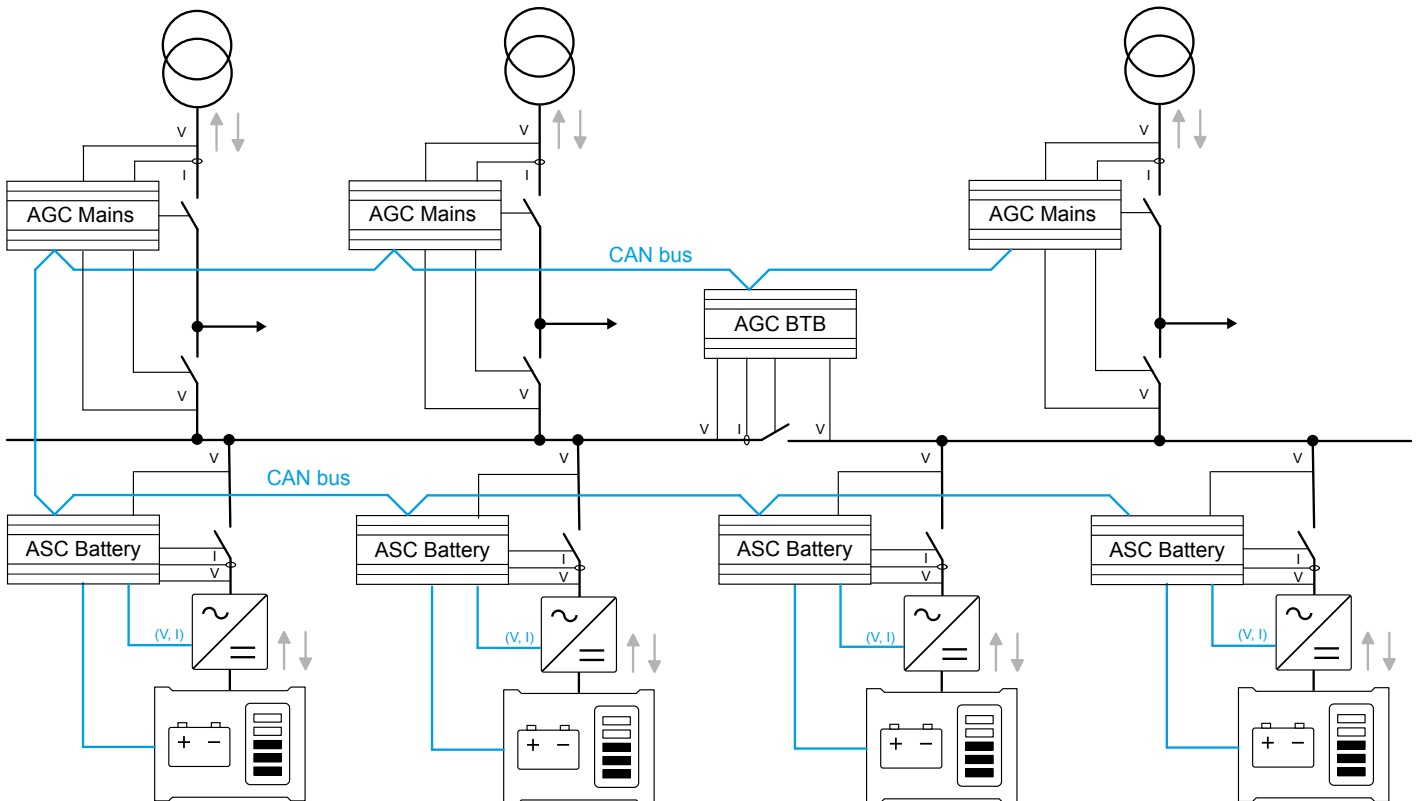 V
V
V
I
I
I
AGC Mains
AGC Mains
AGC Mains
CAN bus
AGC BTB
V
V
V
V
I
V
V
V
V
V
CAN bus
ASC Battery
ASC Battery
ASC Battery
ASC Battery
I
I
I
I
V
V
V
V
(V, I)
(V, I)
(V, I)
(V, I)
+ −
+ −
+ −
+ −